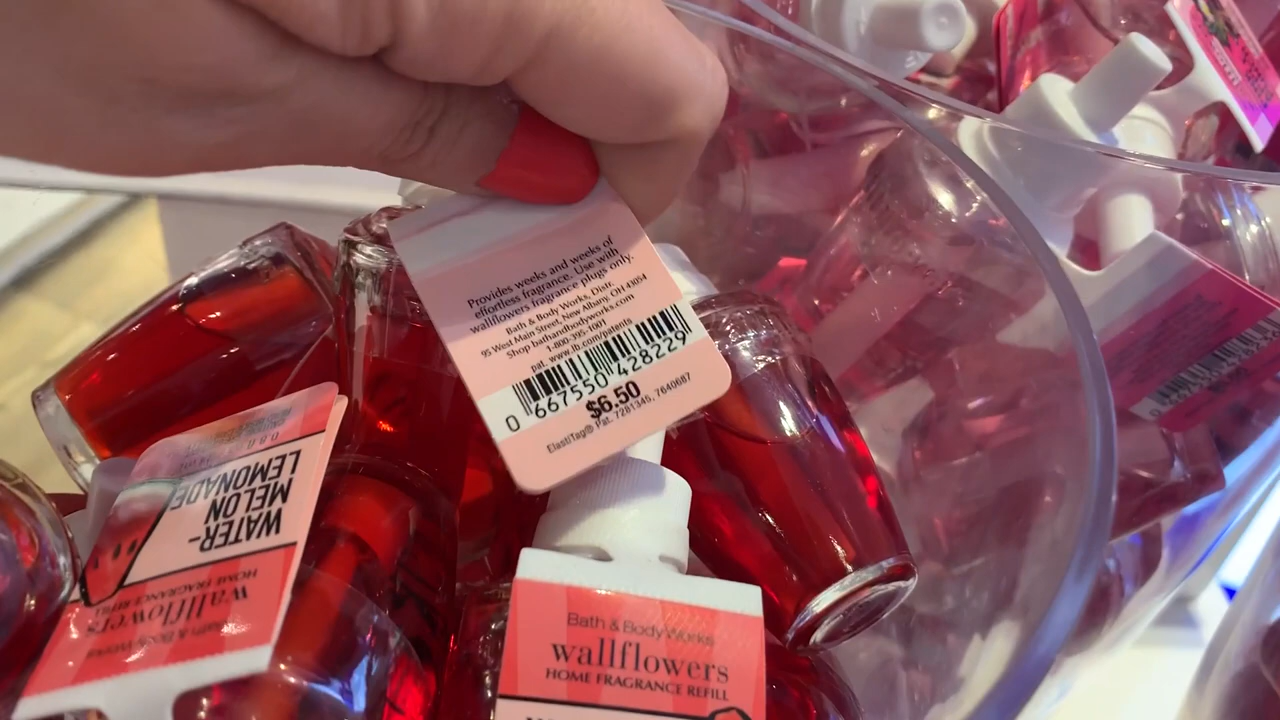 Provides weeks and weeks of
effortless fragrance. Use with
wallflowers fragrance plugs only.
Bath & Body Works, Distr.
95 West Main Street, New Albany, OH 43054
Shop bathandbodyworks.com
1-800-395-1001
pat. www.lb.com/patents
0 667550 428229
$6.50
ElastiTag® Pat. 7281345, 7640687
WATER-
MELON
LEMONADE
HOME FRAGRANCE REFILL
wallflowers
Bath & Body Works
Bath & Body Works
wallflowers
HOME FRAGRANCE REFILL